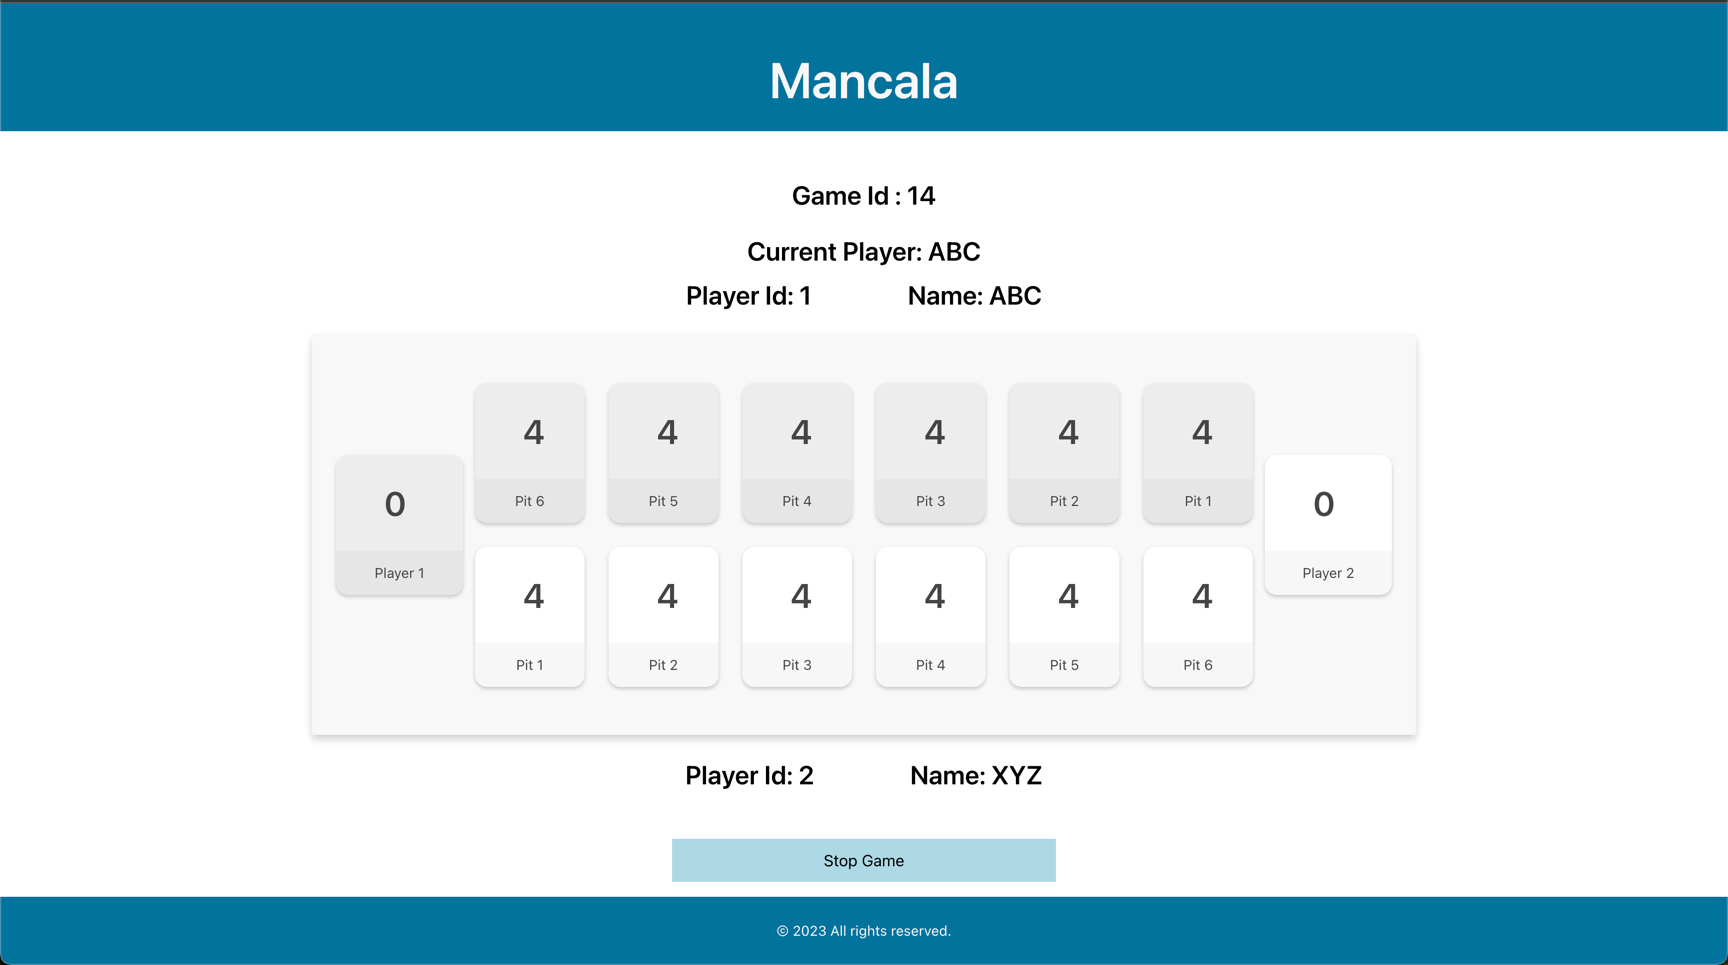 Mancala
Game Id : 14
Current Player: ABC
Player Id: 1 Name: ABC
4 4 4 4 4 4
Pit 6 Pit 5 Pit 4 Pit 3 Pit 2 Pit 1
0 0
Player 1 Player 2
4 4 4 4 4 4
Pit 1 Pit 2 Pit 3 Pit 4 Pit 5 Pit 6
Player Id: 2 Name: XYZ
Stop Game
© 2023 All rights reserved.